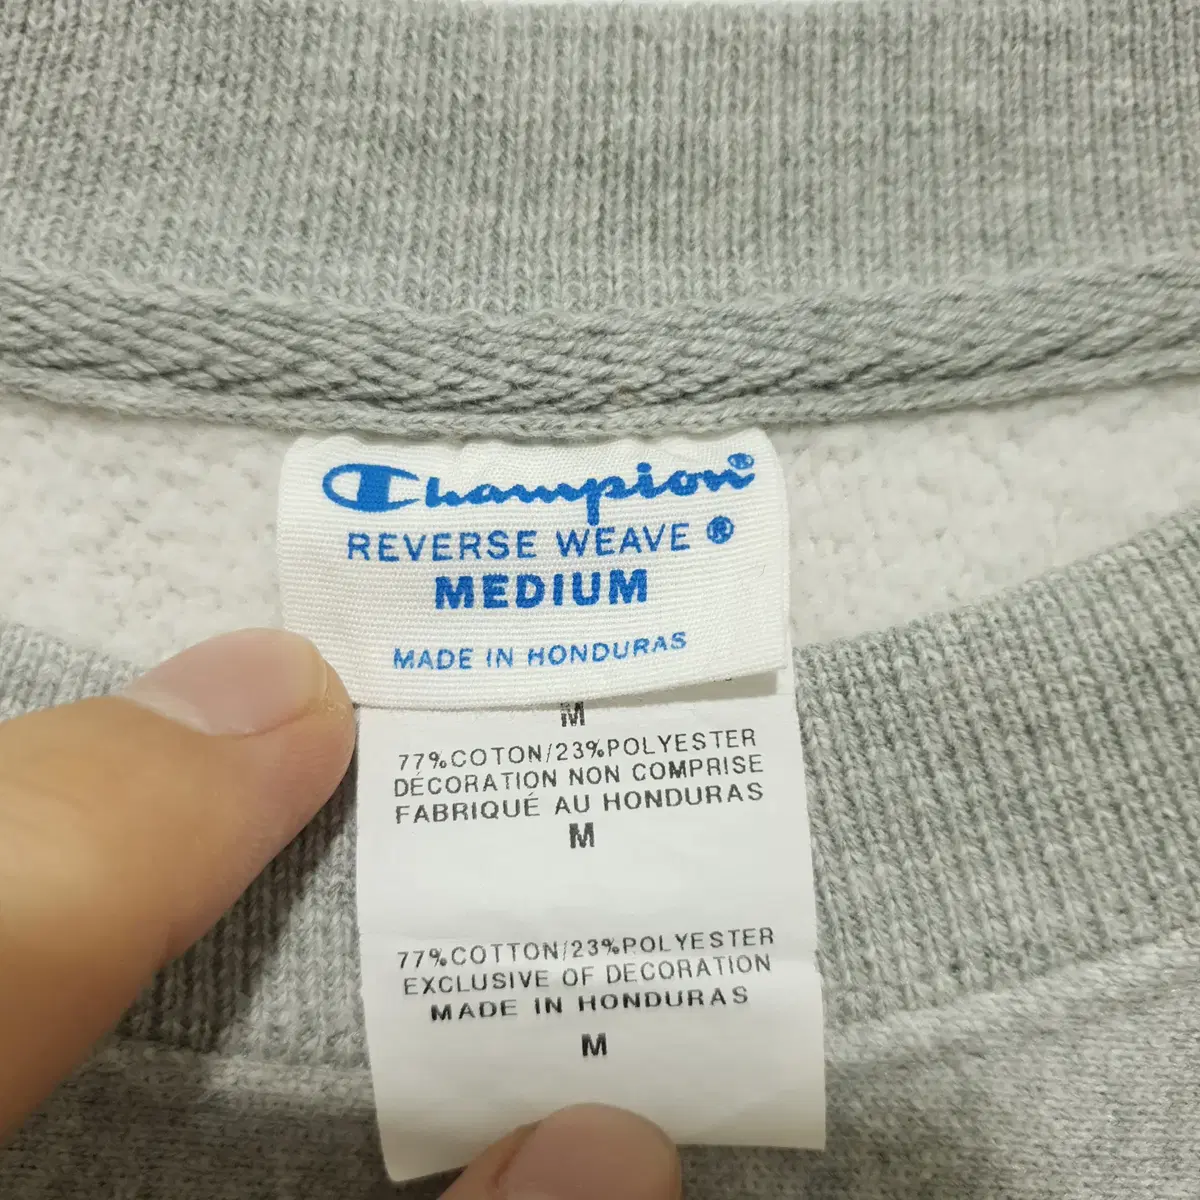 Champion®
REVERSE WEAVE ®
MEDIUM
MADE IN HONDURAS
M
77%COTON/23%POLYESTER
DÉCORATION NON COMPRISE
FABRIQUÉ AU HONDURAS
M
77%COTTON/23%POLYESTER
EXCLUSIVE OF DECORATION
MADE IN HONDURAS
M